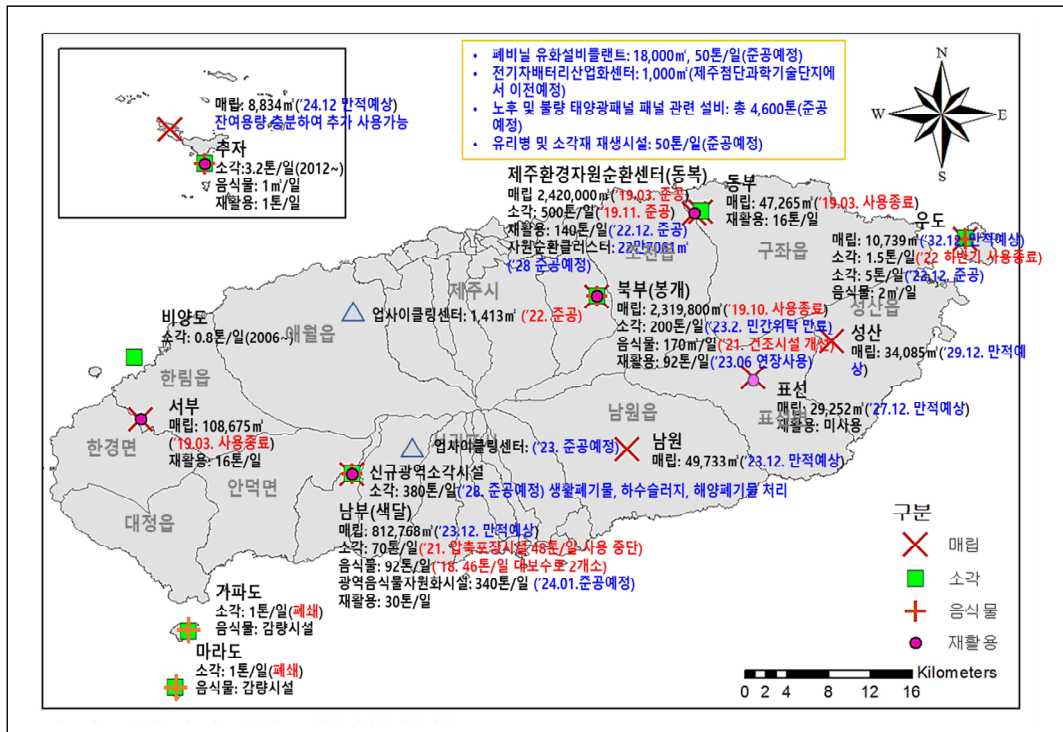 • 폐비닐 유화설비플랜트: 18,000㎡, 50톤/일(준공예정)
• 전기차배터리산업화센터: 1,000㎡(제주첨단과학기술단지에
서 이전예정)
• 노후 및 불량 태양광패널 패널 관련 설비: 총 4,600톤(준공
예정)
• 유리병 및 소각재 재생시설: 50톤/일(준공예정)
N
W
E
S
매립: 8,834㎡('24.12 만적예상)
잔여용량 충분하여 추가 사용가능
추자
소각:3.2톤/일(2012~)
음식물: 1㎥/일
재활용: 1톤/일
제주환경자원순환센터(동복)
매립 2,420,000㎡('19.03. 준공)
소각: 500톤/일('19.11. 준공)
재활용: 140톤/일('22.12. 준공)
자원순환클러스터: 22만7061㎡
('28 준공예정)
동부
매립: 47,265㎡('19.03. 사용종료)
재활용: 16톤/일
우도
매립: 10,739㎡('32.12. 만적예상)
소각: 1.5톤/일('22 하반기 사용종료)
소각: 5톤/일('22.12. 준공)
음식물: 2㎥/일
조천읍
구좌읍
성산읍
제주시
애월읍
업사이클링센터: 1,413㎡ ('22. 준공)
북부(봉개)
매립: 2,319,800㎡('19.10. 사용종료)
소각: 200톤/일('23.2. 민간위탁 만료)
음식물: 170㎥/일('21. 건조시설 개선)
재활용: 92톤/일('23.06 연장사용)
성산
매립: 34,085㎡('29.12. 만적예
상)
비양도
소각: 0.8톤/일(2006~)
한림읍
표선
매립: 29,252㎡('27.12. 만적예상)
재활용: 미사용
표선면
서부
매립: 108,675㎡
('19.03. 사용종료)
재활용: 16톤/일
한경면
남원읍
남원
매립: 49,733㎡('23.12. 만적예상)
업사이클링센터: ('23. 준공예정)
신규광역소각시설
소각: 380톤/일('28. 준공예정) 생활폐기물, 하수슬러지, 해양폐기물 처리
안덕면
대정읍
남부(색달)
매립: 812,768㎡('23.12. 만적예상)
소각: 70톤/일('21. 압축포장시설 48톤/일 사용 중단)
음식물: 92톤/일('18. 46톤/일 대보수로 2개소)
광역음식물자원화시설: 340톤/일 ('24.01.준공예정)
재활용: 30톤/일
가파도
소각: 1톤/일(폐쇄)
음식물: 감량시설
마라도
소각: 1톤/일(폐쇄)
음식물: 감량시설
구분
매립
소각
음식물
재활용
Kilometers
0 2 4 8 12 16